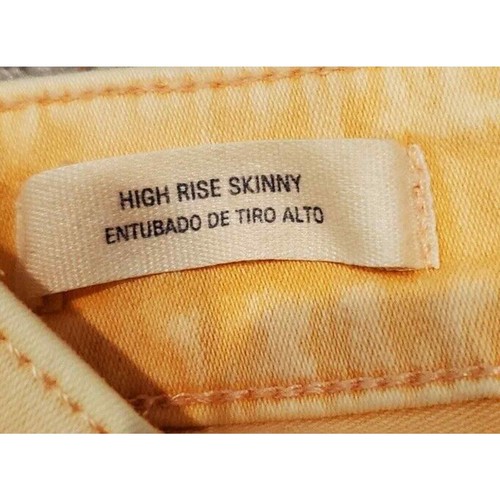 HIGH RISE SKINNY
ENTUBADO DE TIRO ALTO